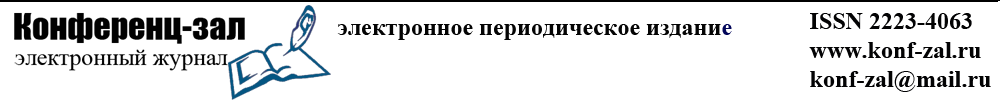 Конференц-зал
электронный журнал
электронное периодическое издание
ISSN 2223-4063
www.konf-zal.ru
konf-zal@mail.ru